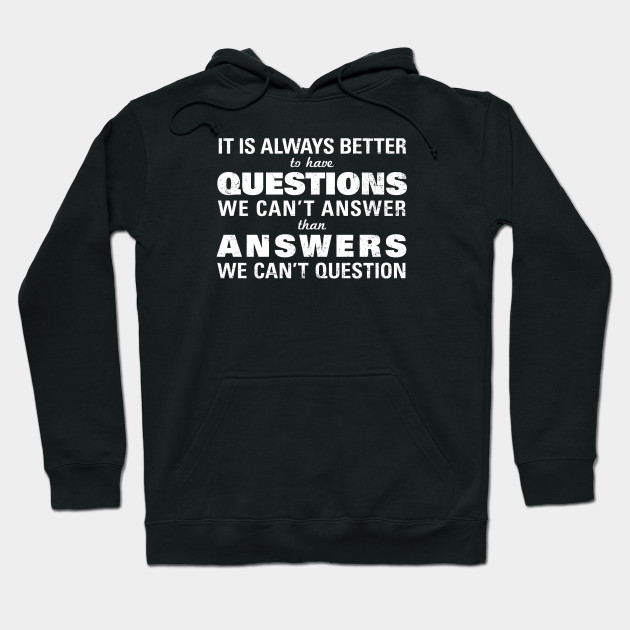 IT IS ALWAYS BETTER
to have
QUESTIONS
WE CAN'T ANSWER
than
ANSWERS
WE CAN'T QUESTION